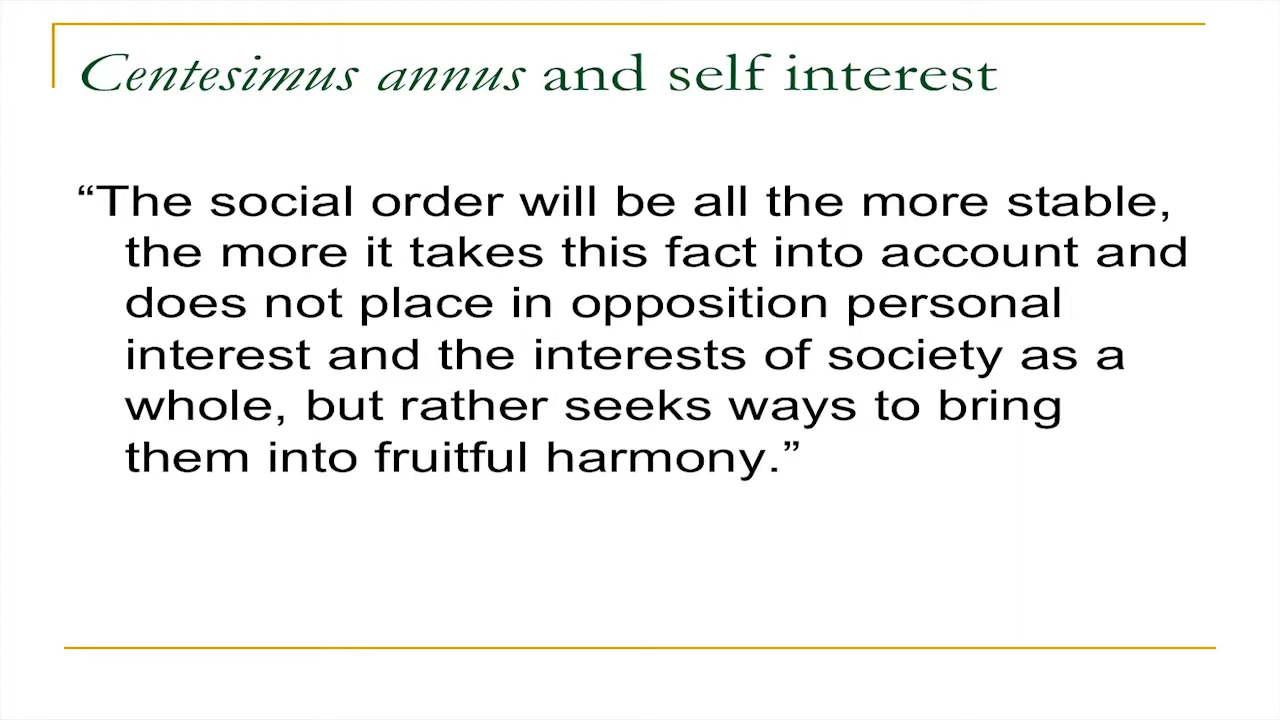 Centesimus annus and self interest
“The social order will be all the more stable,
the more it takes this fact into account and
does not place in opposition personal
interest and the interests of society as a
whole, but rather seeks ways to bring
them into fruitful harmony.”